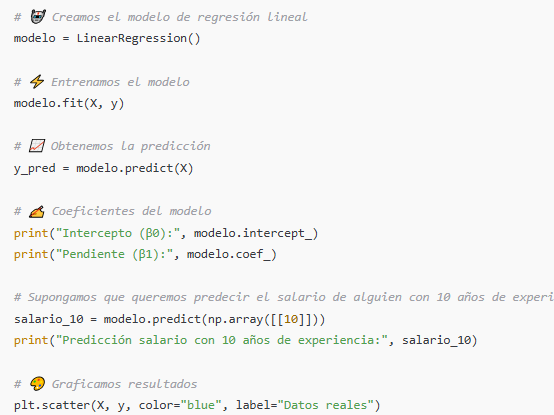 # 🤖 Creamos el modelo de regresión lineal
modelo = LinearRegression()
# ⚡ Entrenamos el modelo
modelo.fit(X, y)
# 📈 Obtenemos la predicción
y_pred = modelo.predict(X)
# ✍ Coeficientes del modelo
print("Intercepto (β0):", modelo.intercept_)
print("Pendiente (β1):", modelo.coef_)
# Supongamos que queremos predecir el salario de alguien con 10 años de experi
salario_10 = modelo.predict(np.array([[10]]))
print("Predicción salario con 10 años de experiencia:", salario_10)
# 🎨 Graficamos resultados
plt.scatter(X, y, color="blue", label="Datos reales")